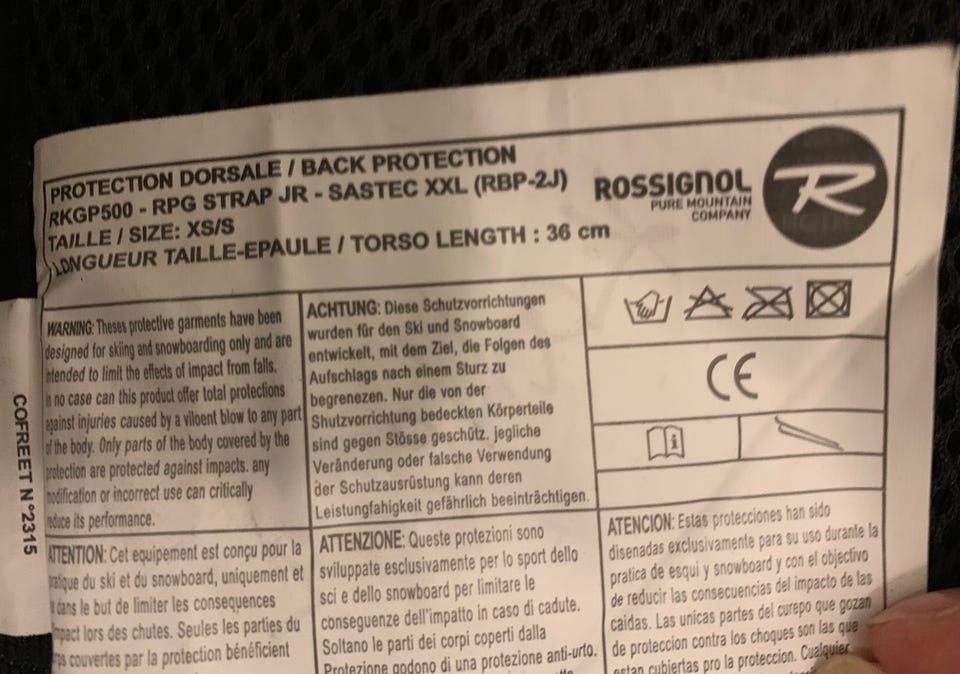 PROTECTION DORSALE / BACK PROTECTION
RKGP500 - RPG STRAP JR - SASTEC XXL (RBP-2J)
TAILLE / SIZE: XS/S
LONGUEUR TAILLE-EPAULE / TORSO LENGTH : 36 cm
ROSSIGNOL
PURE MOUNTAIN
COMPANY
R
WARNING: Theses protective garments have been
designed for skiing and snowboarding only and are
intended to limit the effects of impact from falls.
in no case can this product offer total protections
against injuries caused by a viloent blow to any part
of the body. Only parts of the body covered by the
protection are protected against impacts. any
modification or incorrect use can critically
reduce its performance.
ACHTUNG: Diese Schutzvorrichtungen
wurden für den Ski und Snowboard
entwickelt, mit dem Ziel, die Folgen des
Aufschlags nach einem Sturz zu
begrenezen. Nur die von der
Shutzvorrichtung bedeckten Körperteile
sind gegen Stösse geschütz. jegliche
Veränderung oder falsche Verwendung
der Schutzausrüstung kann deren
Leistungfahigkeit gefährlich beeinträchtigen.
CE
i
ATTENTION: Cet equipement est conçu pour la
pratique du ski et du snowboard, uniquement et
dans le but de limiter les consequences
impact lors des chutes. Seules les parties du
couvertes par la protection bénéficient
ATTENZIONE: Queste protezioni sono
sviluppate esclusivamente per lo sport dello
sci e dello snowboard per limitare le
conseguenze dell'impatto in caso di cadute.
Soltano le parti dei corpi coperti dalla
Protezione godono di una protezione anti-urto.
ATENCION: Estas protecciones han sido
disenadas exclusivamente para su uso durante la
pratica de esqui y snowboard y con el objectivo
de reducir las consecuencias del impacto de las
caidas. Las unicas partes del curepo que gozan
de proteccion contra los choques son las que
estan cubiertas pro la proteccion. Cualquier
COFREET N°2315